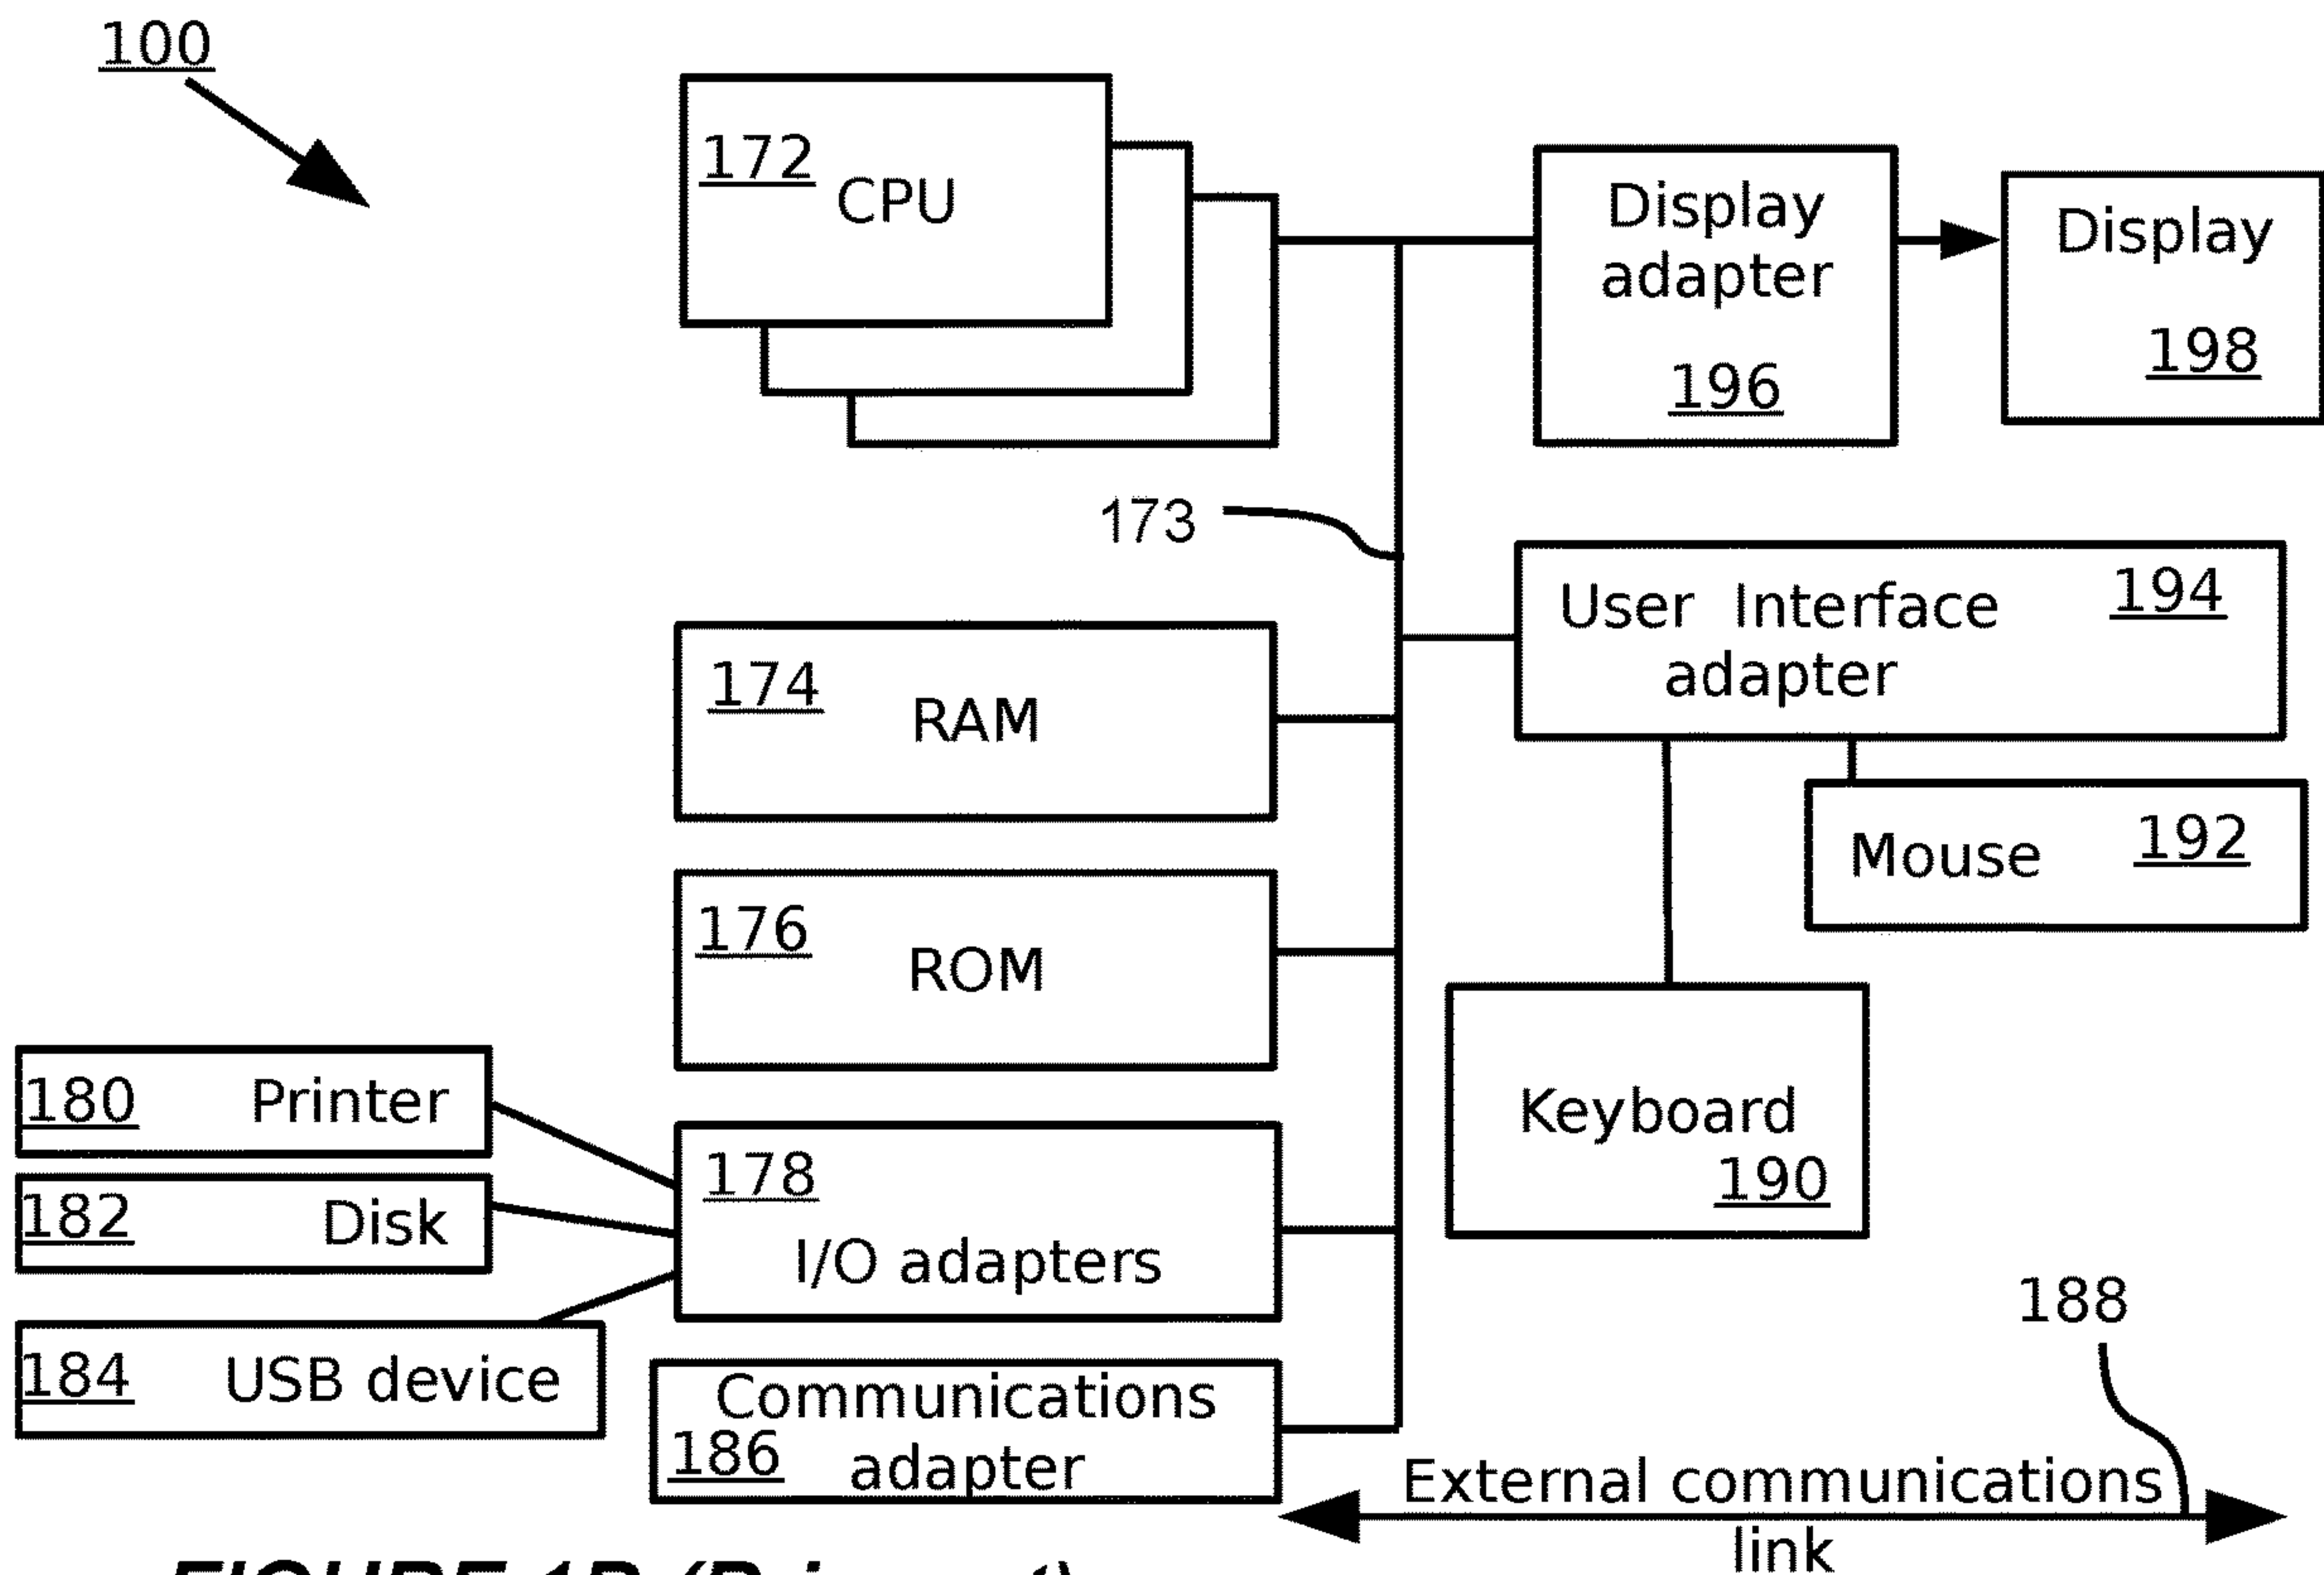 100
172
CPU
Display
adapter
196
Display
198
173
User Interface
adapter
194
174
RAM
Mouse 192
176
ROM
Keyboard
190
180 Printer
182 Disk
184 USB device
178
I/O adapters
Communications
adapter
186
188
External communications
link